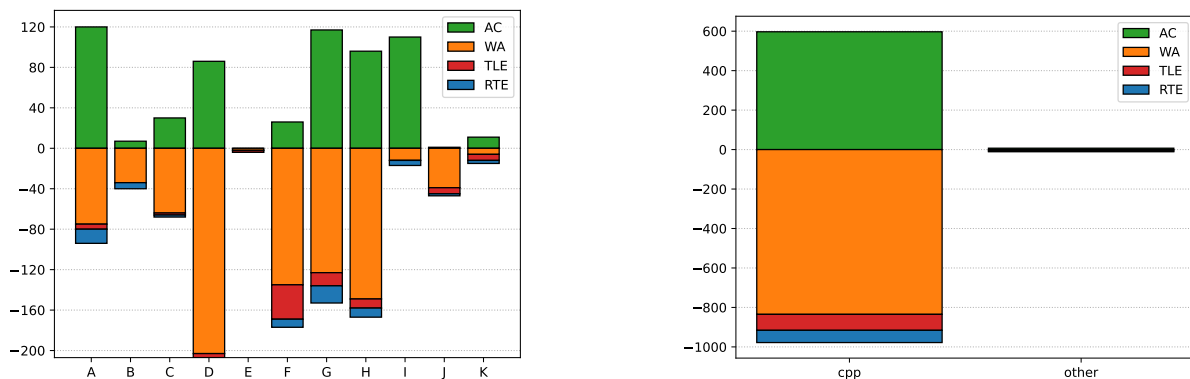 120
80
40
0
−40
−80
−120
−160
−200
A B C D E F G H I J K
AC
WA
TLE
RTE
600
400
200
0
−200
−400
−600
−800
−1000
cpp other
AC
WA
TLE
RTE